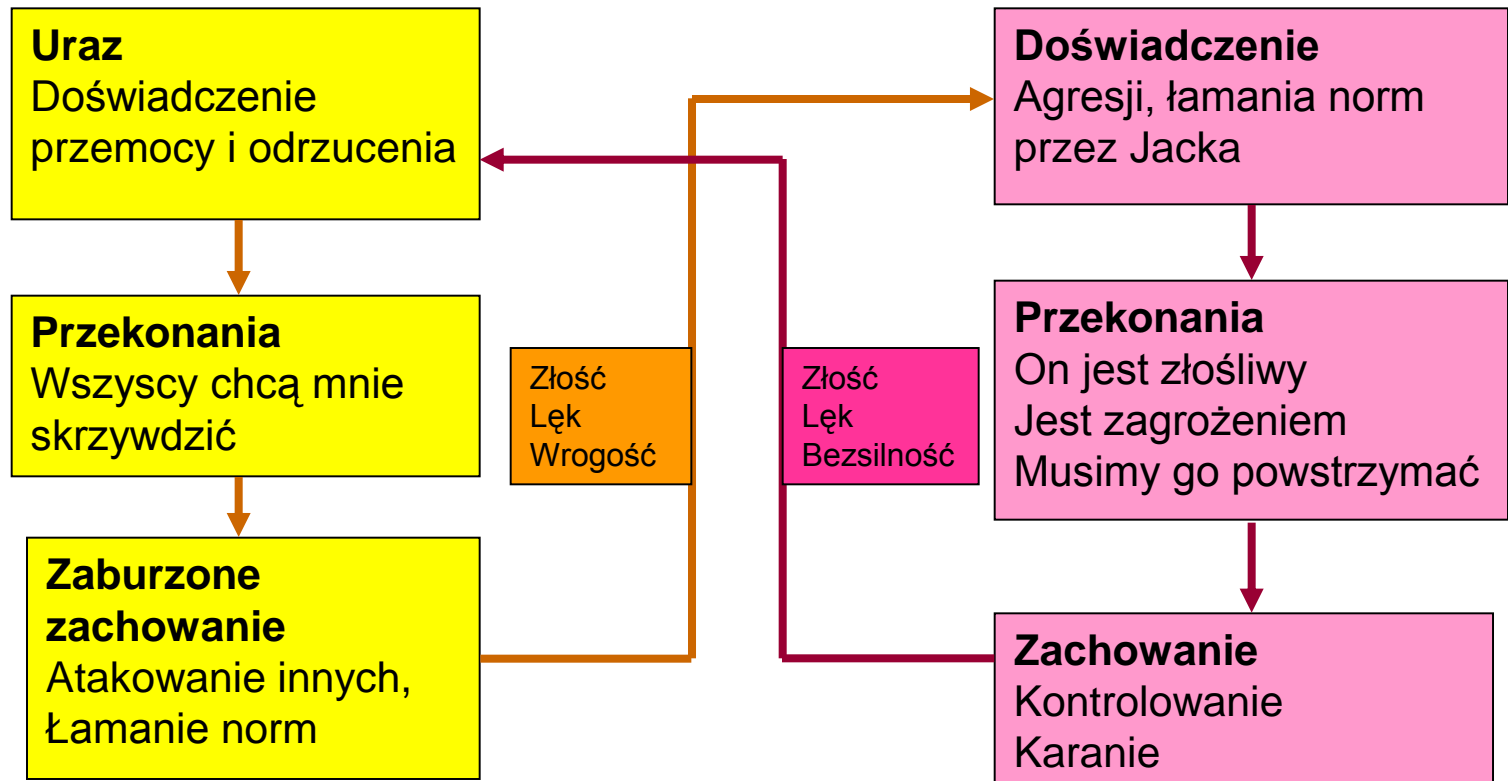 Uraz
Doświadczenie
przemocy i odrzucenia
Przekonania
Wszyscy chcą mnie
skrzywdzić
Zaburzone
zachowanie
Atakowanie innych,
Łamanie norm
Złość
Lęk
Wrogość
Złość
Lęk
Bezsilność
Doświadczenie
Agresji, łamania norm
przez Jacka
Przekonania
On jest złośliwy
Jest zagrożeniem
Musimy go powstrzymać
Zachowanie
Kontrolowanie
Karanie